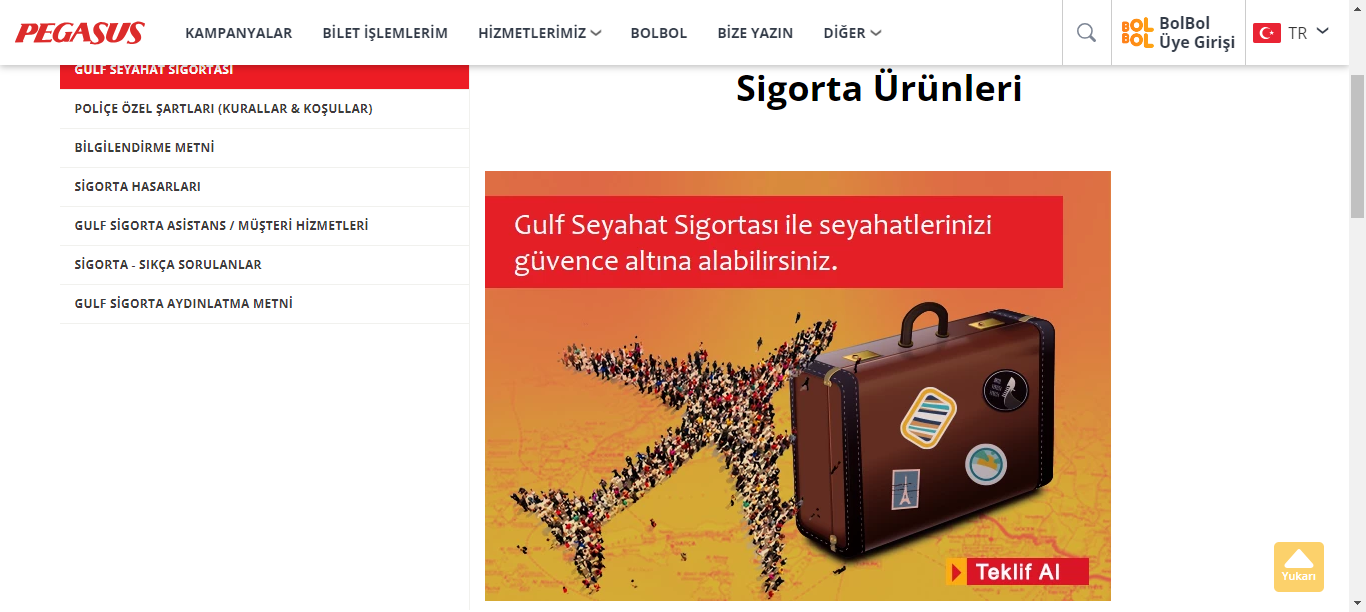 PEGASUS
KAMPANYALAR
BİLET İŞLEMLERİM
HİZMETLERİMİZ
BOLBOL
BİZE YAZIN
DİĞER
BOL
BOL
BolBol
Üye Girişi
TR
GULF SEYAHAT SİGORTASI
POLİÇE ÖZEL ŞARTLARI (KURALLAR & KOŞULLAR)
BİLGİLENDİRME METNİ
SİGORTA HASARLARI
GULF SİGORTA ASİSTANS / MÜŞTERİ HİZMETLERİ
SİGORTA - SIKÇA SORULANLAR
GULF SİGORTA AYDINLATMA METNİ
Sigorta Ürünleri
Gulf Seyahat Sigortası ile seyahatlerinizi
güvence altına alabilirsiniz.
Teklif Al
Yukarı